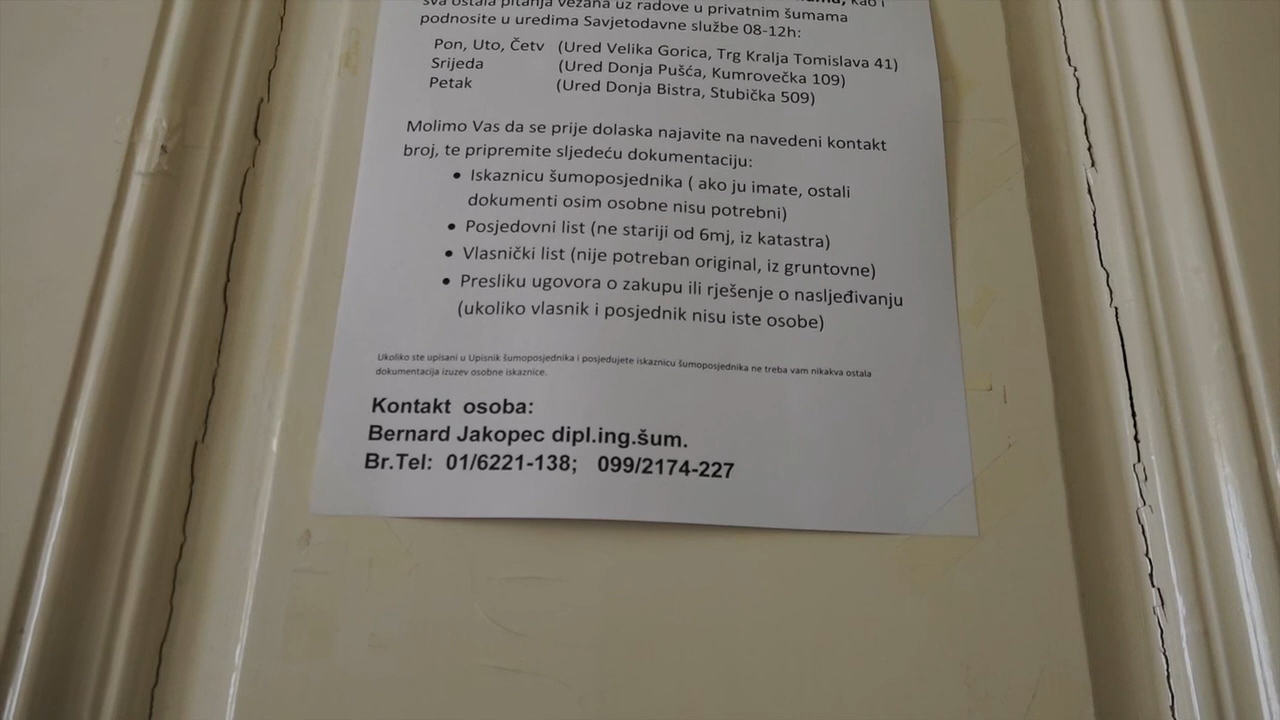 sva ostala pitanja vezana uz radove u privatnim šumama
podnosite u uredima Savjetodavne službe 08-12h:
Pon, Uto, Četv (Ured Velika Gorica, Trg Kralja Tomislava 41)
Srijeda (Ured Donja Pušća, Kumrovečka 109)
Petak (Ured Donja Bistra, Stubička 509)
Molimo Vas da se prije dolaska najavite na navedeni kontakt
broj, te pripremite sljedeću dokumentaciju:
• Iskaznicu šumoposjednika ( ako ju imate, ostali
dokumenti osim osobne nisu potrebni)
• Posjedovni list (ne stariji od 6mj, iz katastra)
• Vlasnički list (nije potreban original, iz gruntovne)
• Presliku ugovora o zakupu ili rješenje o nasljeđivanju
(ukoliko vlasnik i posjednik nisu iste osobe)
Ukoliko ste upisani u Upisnik šumoposjednika i posjedujete iskaznicu šumoposjednika ne treba vam nikakva ostala
dokumentacija izuzev osobne iskaznice.
Kontakt osoba:
Bernard Jakopec dipl.ing.šum.
Br.Tel: 01/6221-138; 099/2174-227